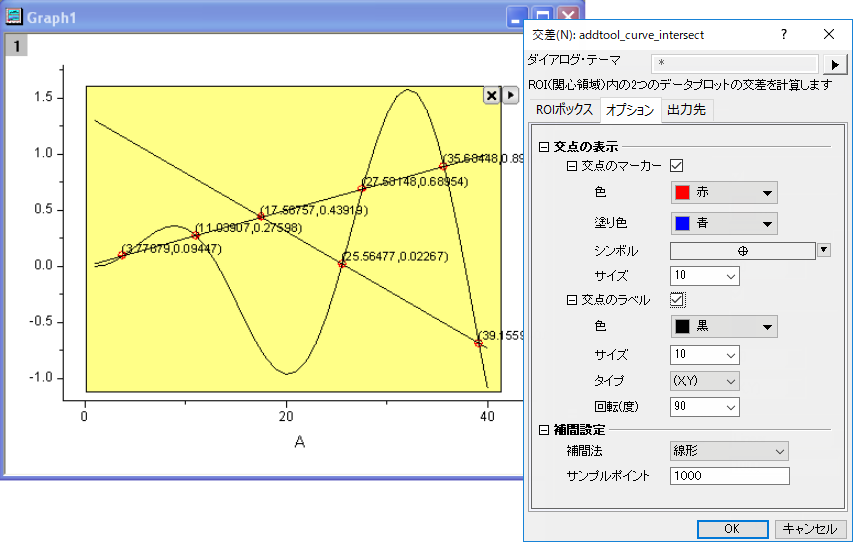 Graph1
1
1.5
1.0
0.5
0.0
-0.5
-1.0
0
20
40
A
(3.77679,0.09447)
(11.03907,0.27598)
(17.56757,0.43919)
(27.58148,0.68954)
(35.68448,0.89
(25.56477,0.02267)
(39.1559
交差(N): addtool_curve_intersect
ダイアログ・テーマ *
ROI(関心領域)内の2つのデータプロットの交差を計算します
ROIボックス オプション 出力先
交点の表示
交点のマーカー
色 赤
塗り色 青
シンボル
サイズ 10
交点のラベル
色 黒
サイズ 10
タイプ (X,Y)
回転(度) 90
補間設定
補間法 線形
サンプルポイント 1000
OK キャンセル